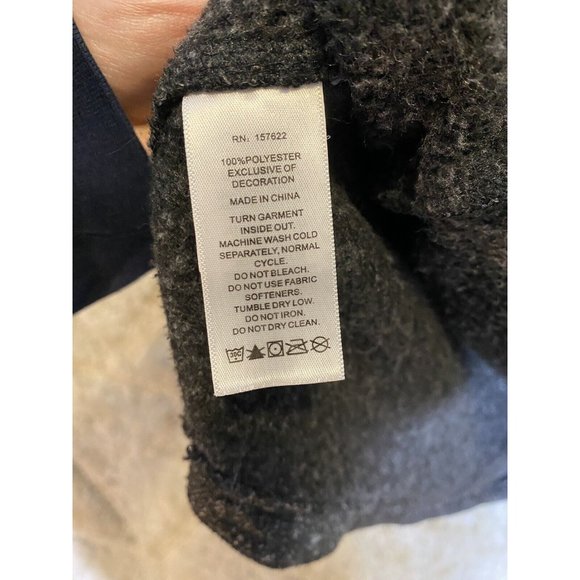 RN: 157622
100%POLYESTER
EXCLUSIVE OF
DECORATION
MADE IN CHINA
TURN GARMENT
INSIDE OUT.
MACHINE WASH COLD
SEPARATELY, NORMAL
CYCLE.
DO NOT BLEACH.
DO NOT USE FABRIC
SOFTENERS.
TUMBLE DRY LOW.
DO NOT IRON.
DO NOT DRY CLEAN.